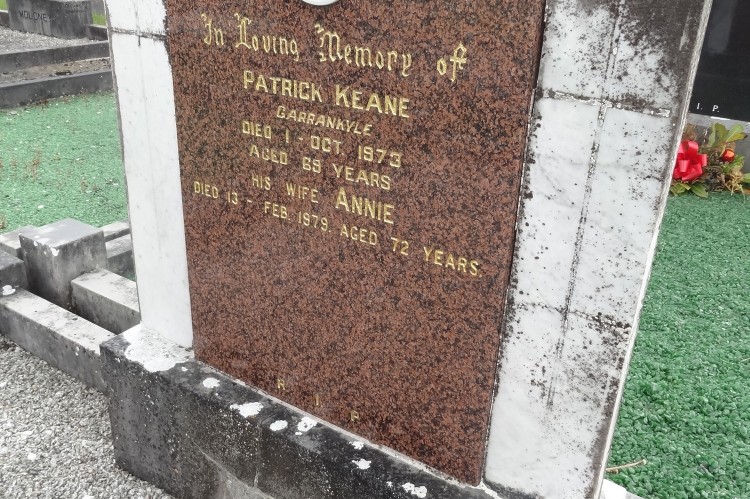 MOLONEY
In Loving Memory of
PATRICK KEANE
GARRANKYLE
DIED 1 - OCT 1973
AGED 65 YEARS
HIS WIFE ANNIE
DIED 13 - FEB. 1979. AGED 72 YEARS.
R I P
I. P.